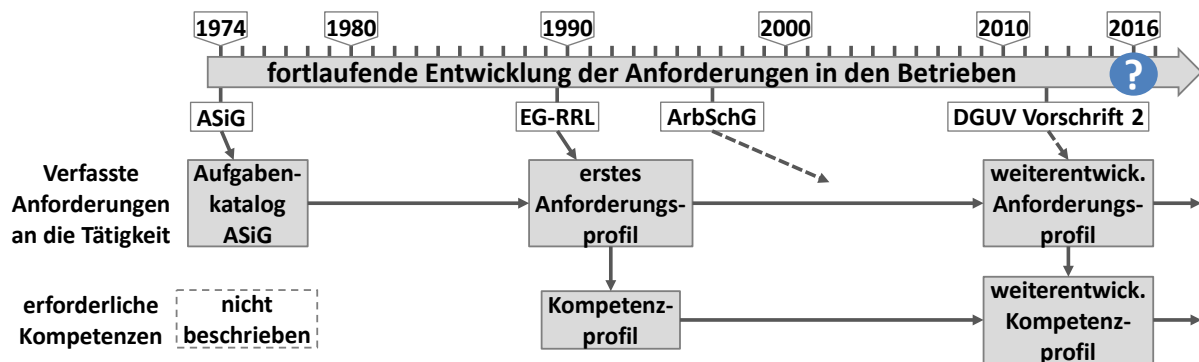 1974 1980 1990 2000 2010 2016
fortlaufende Entwicklung der Anforderungen in den Betrieben
?
ASiG EG-RRL ArbSchG DGUV Vorschrift 2
Verfasste
Anforderungen
an die Tätigkeit
Aufgaben-
katalog
ASiG
erstes
Anforderungs-
profil
weiterentwick.
Anforderungs-
profil
erforderliche
Kompetenzen
nicht
beschrieben
Kompetenz-
profil
weiterentwick.
Kompetenz-
profil